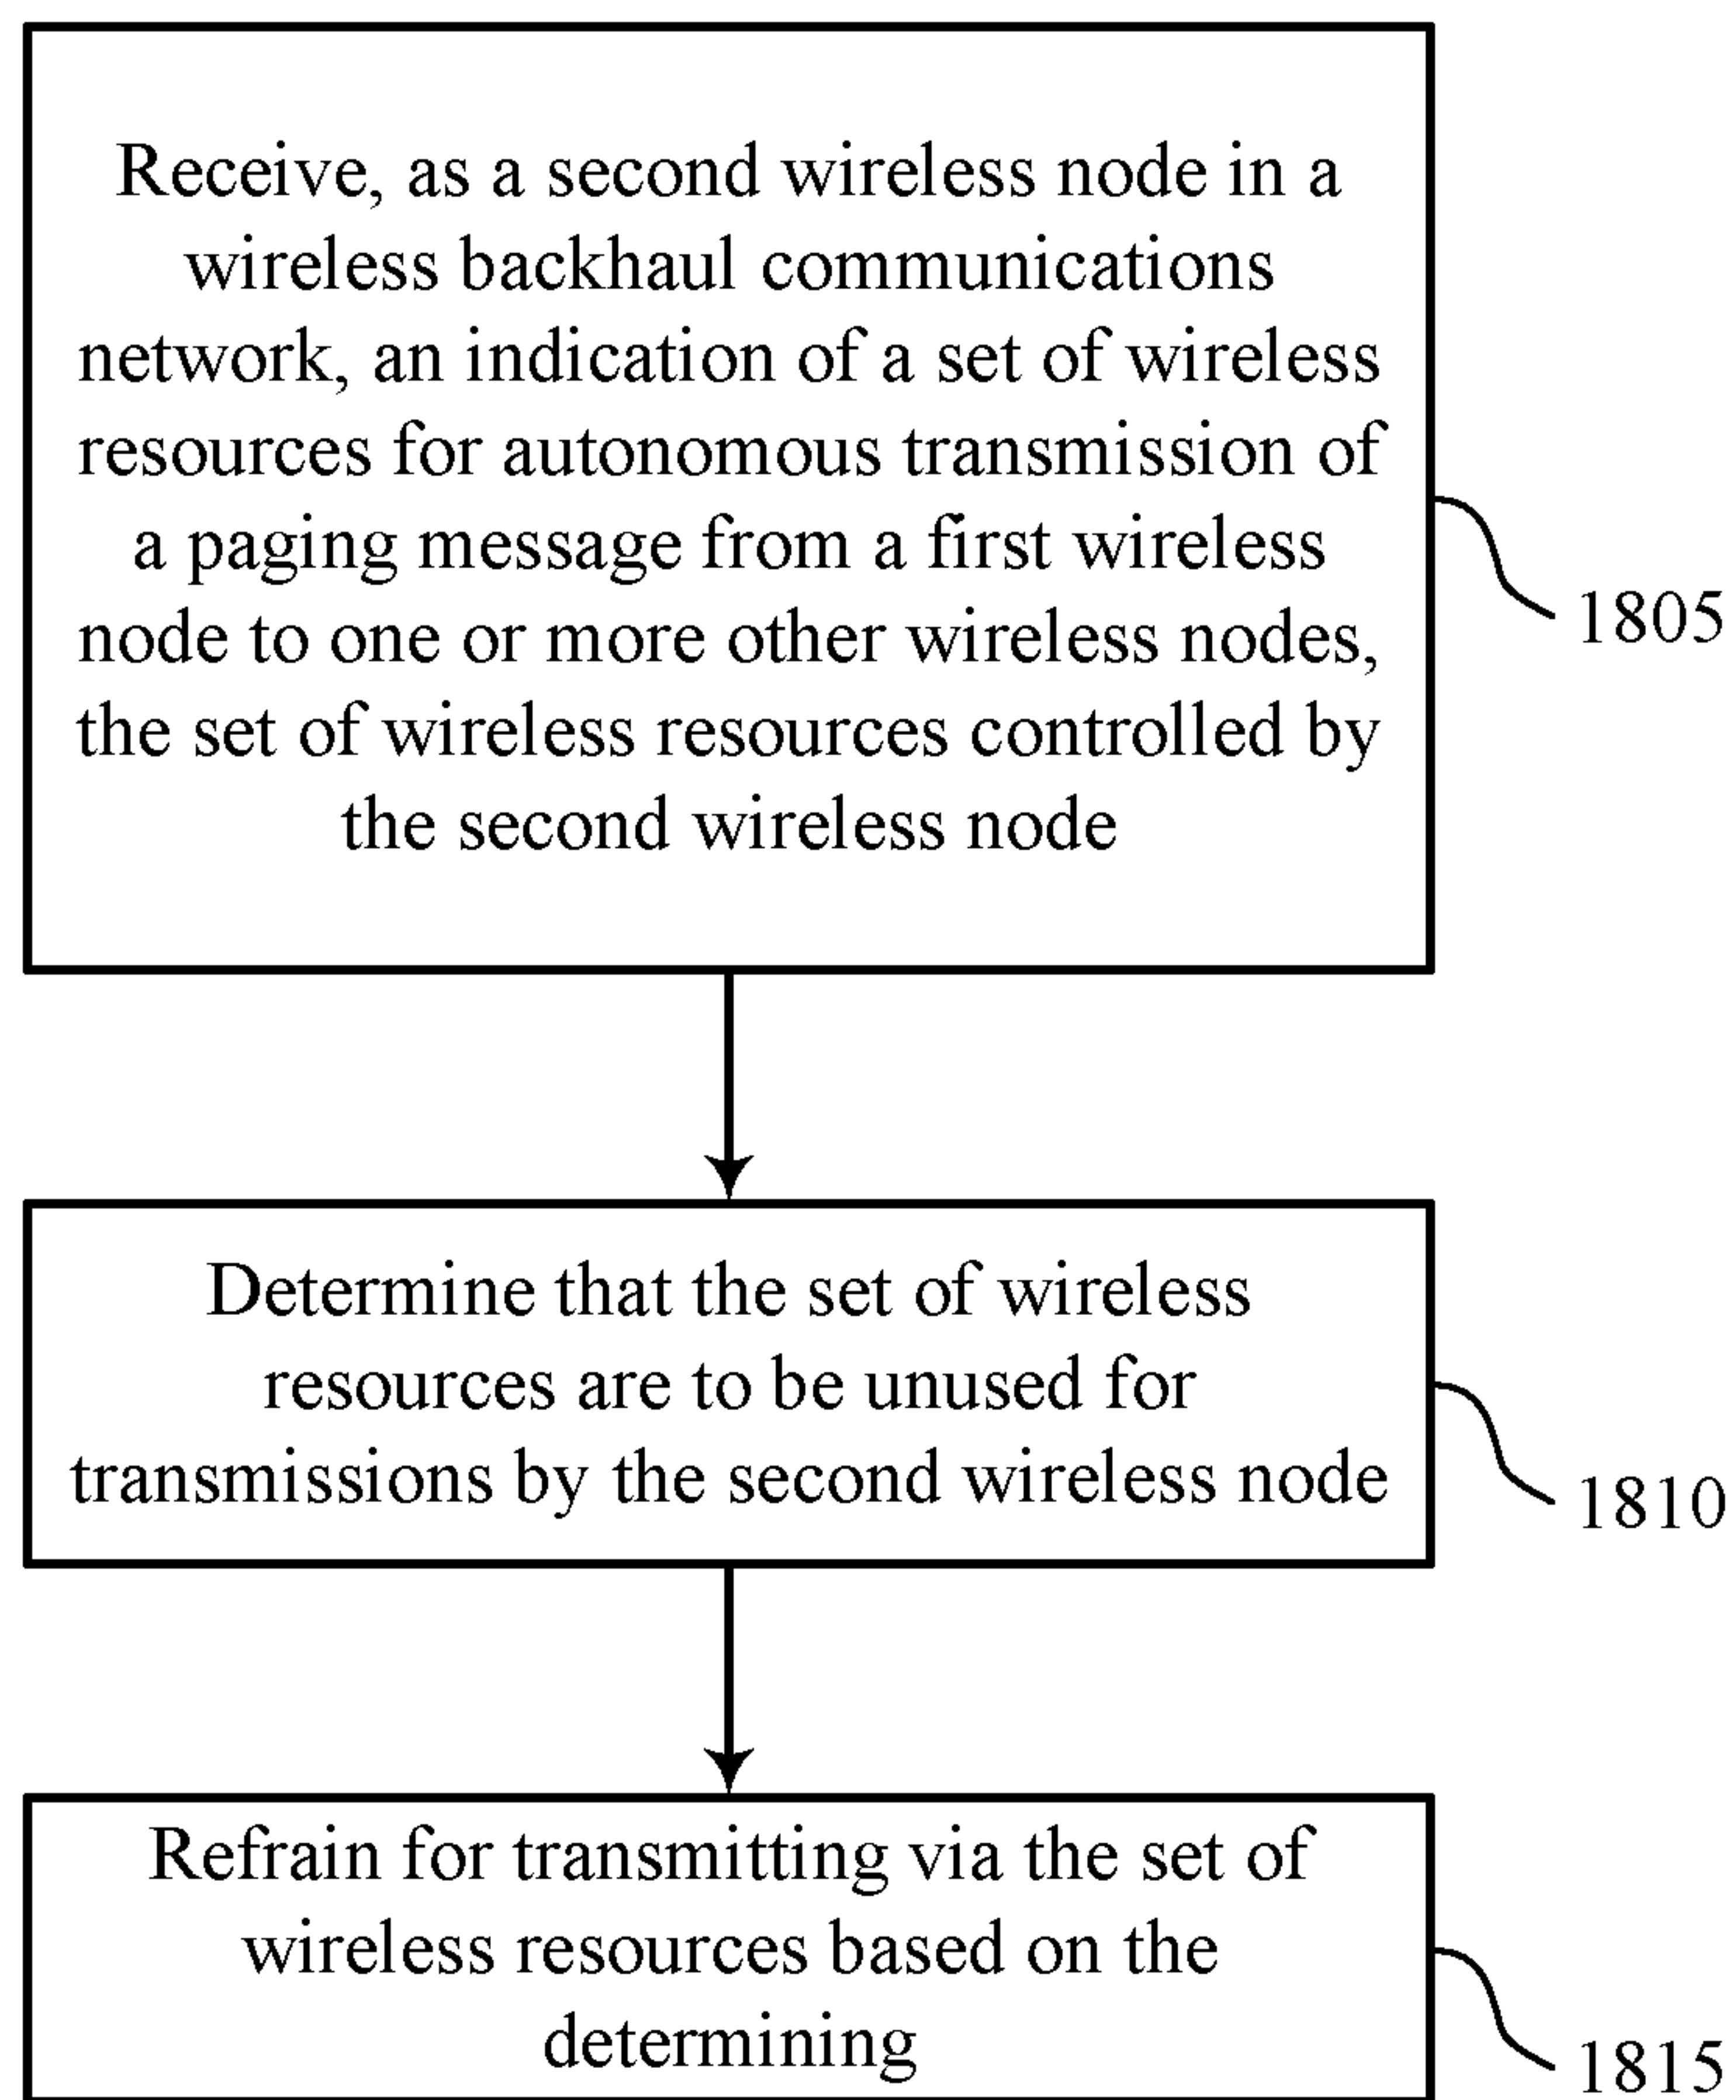 Receive, as a second wireless node in a
wireless backhaul communications
network, an indication of a set of wireless
resources for autonomous transmission of
a paging message from a first wireless
node to one or more other wireless nodes,
the set of wireless resources controlled by
the second wireless node
1805
Determine that the set of wireless
resources are to be unused for
transmissions by the second wireless node
1810
Refrain for transmitting via the set of
wireless resources based on the
determining
1815